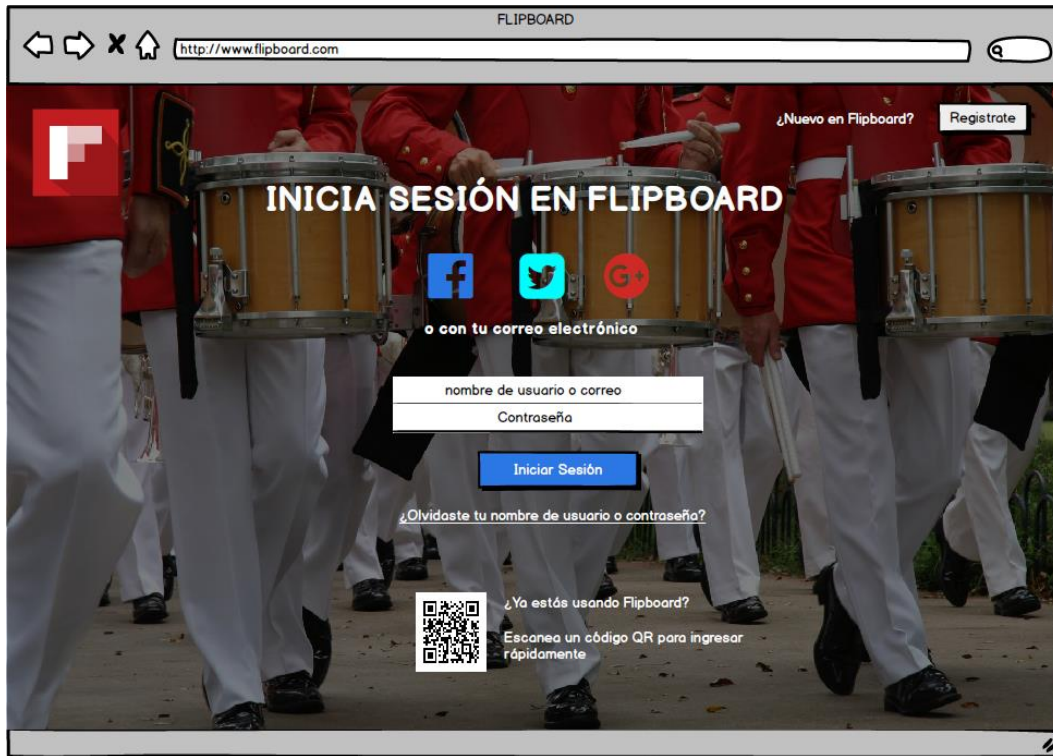 FLIPBOARD
http://www.flipboard.com
¿Nuevo en Flipboard?
Registrate
INICIA SESIÓN EN FLIPBOARD
o con tu correo electrónico
nombre de usuario o correo
Contraseña
Iniciar Sesión
¿Olvidaste tu nombre de usuario o contraseña?
¿Ya estás usando Flipboard?
Escanea un código QR para ingresar
rápidamente